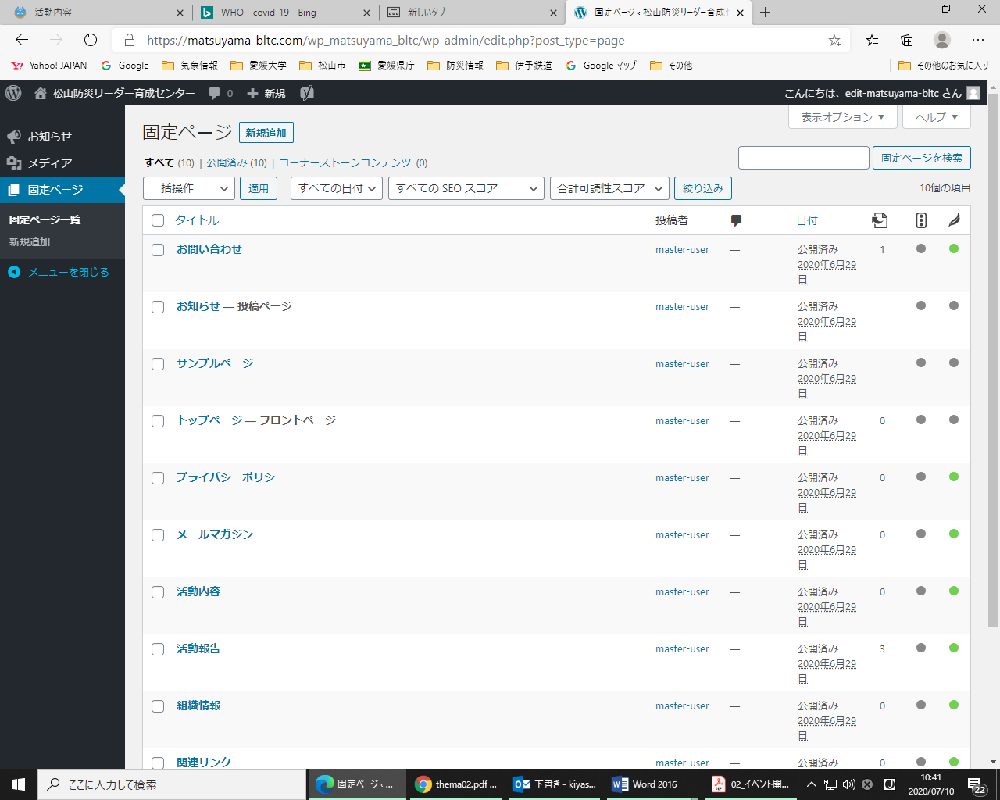 活動内容
WHO covid-19 - Bing
新しいタブ
固定ページ ‹ 松山防災リーダー育成セ
https://matsuyama-bltc.com/wp_matsuyama_bltc/wp-admin/edit.php?post_type=page
Yahoo! JAPAN
Google
気象情報
愛媛大学
松山市
愛媛県庁
防災情報
伊予鉄道
Google マップ
その他
その他のお気に入り
松山防災リーダー育成センター
0
新規
こんにちは、edit-matsuyama-bltc さん
お知らせ
メディア
固定ページ
固定ページ一覧
新規追加
メニューを閉じる
固定ページ 新規追加
表示オプション ▼
ヘルプ ▼
すべて (10) | 公開済み (10) | コーナーストーンコンテンツ (0)
固定ページを検索
一括操作 適用 すべての日付 すべての SEO スコア 合計可読性スコア 絞り込み
10個の項目
タイトル 投稿者 日付
お問い合わせ master-user — 公開済み 1
2020年6月29
日
お知らせ — 投稿ページ master-user — 公開済み
2020年6月29
日
サンプルページ master-user — 公開済み
2020年6月29
日
トップページ — フロントページ master-user — 公開済み 0
2020年6月29
日
プライバシーポリシー master-user — 公開済み 0
2020年6月29
日
メールマガジン master-user — 公開済み 0
2020年6月29
日
活動内容 master-user — 公開済み 0
2020年6月29
日
活動報告 master-user — 公開済み 3
2020年6月29
日
組織情報 master-user — 公開済み 0
2020年6月29
日
関連リンク master-user — 公開済み 0
ここに入力して検索
固定ページ ‹ ...
thema02.pdf ...
下書き - kiyas...
Word 2016
02_イベント開...
10:41
2020/07/10
22